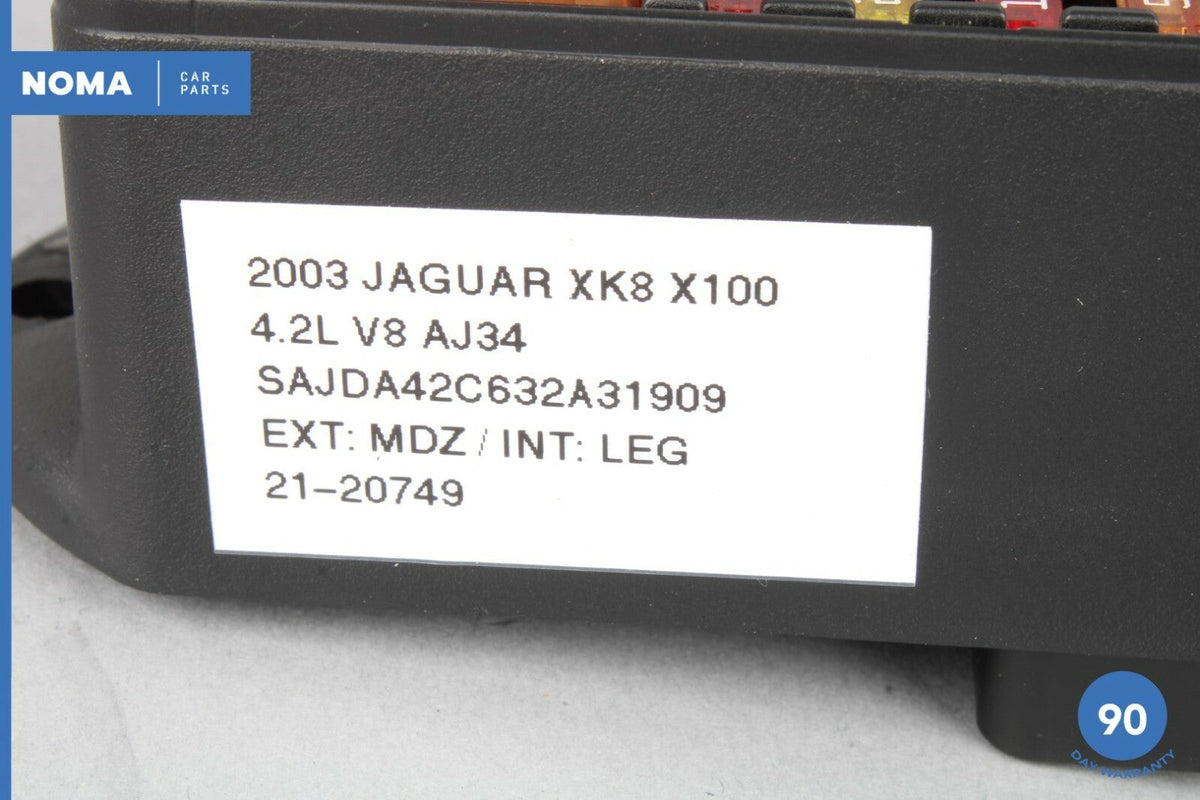 NOMA CAR PARTS
2003 JAGUAR XK8 X100
4.2L V8 AJ34
SAJDA42C632A31909
EXT: MDZ / INT: LEG
21-20749
90
DAY WARRANTY